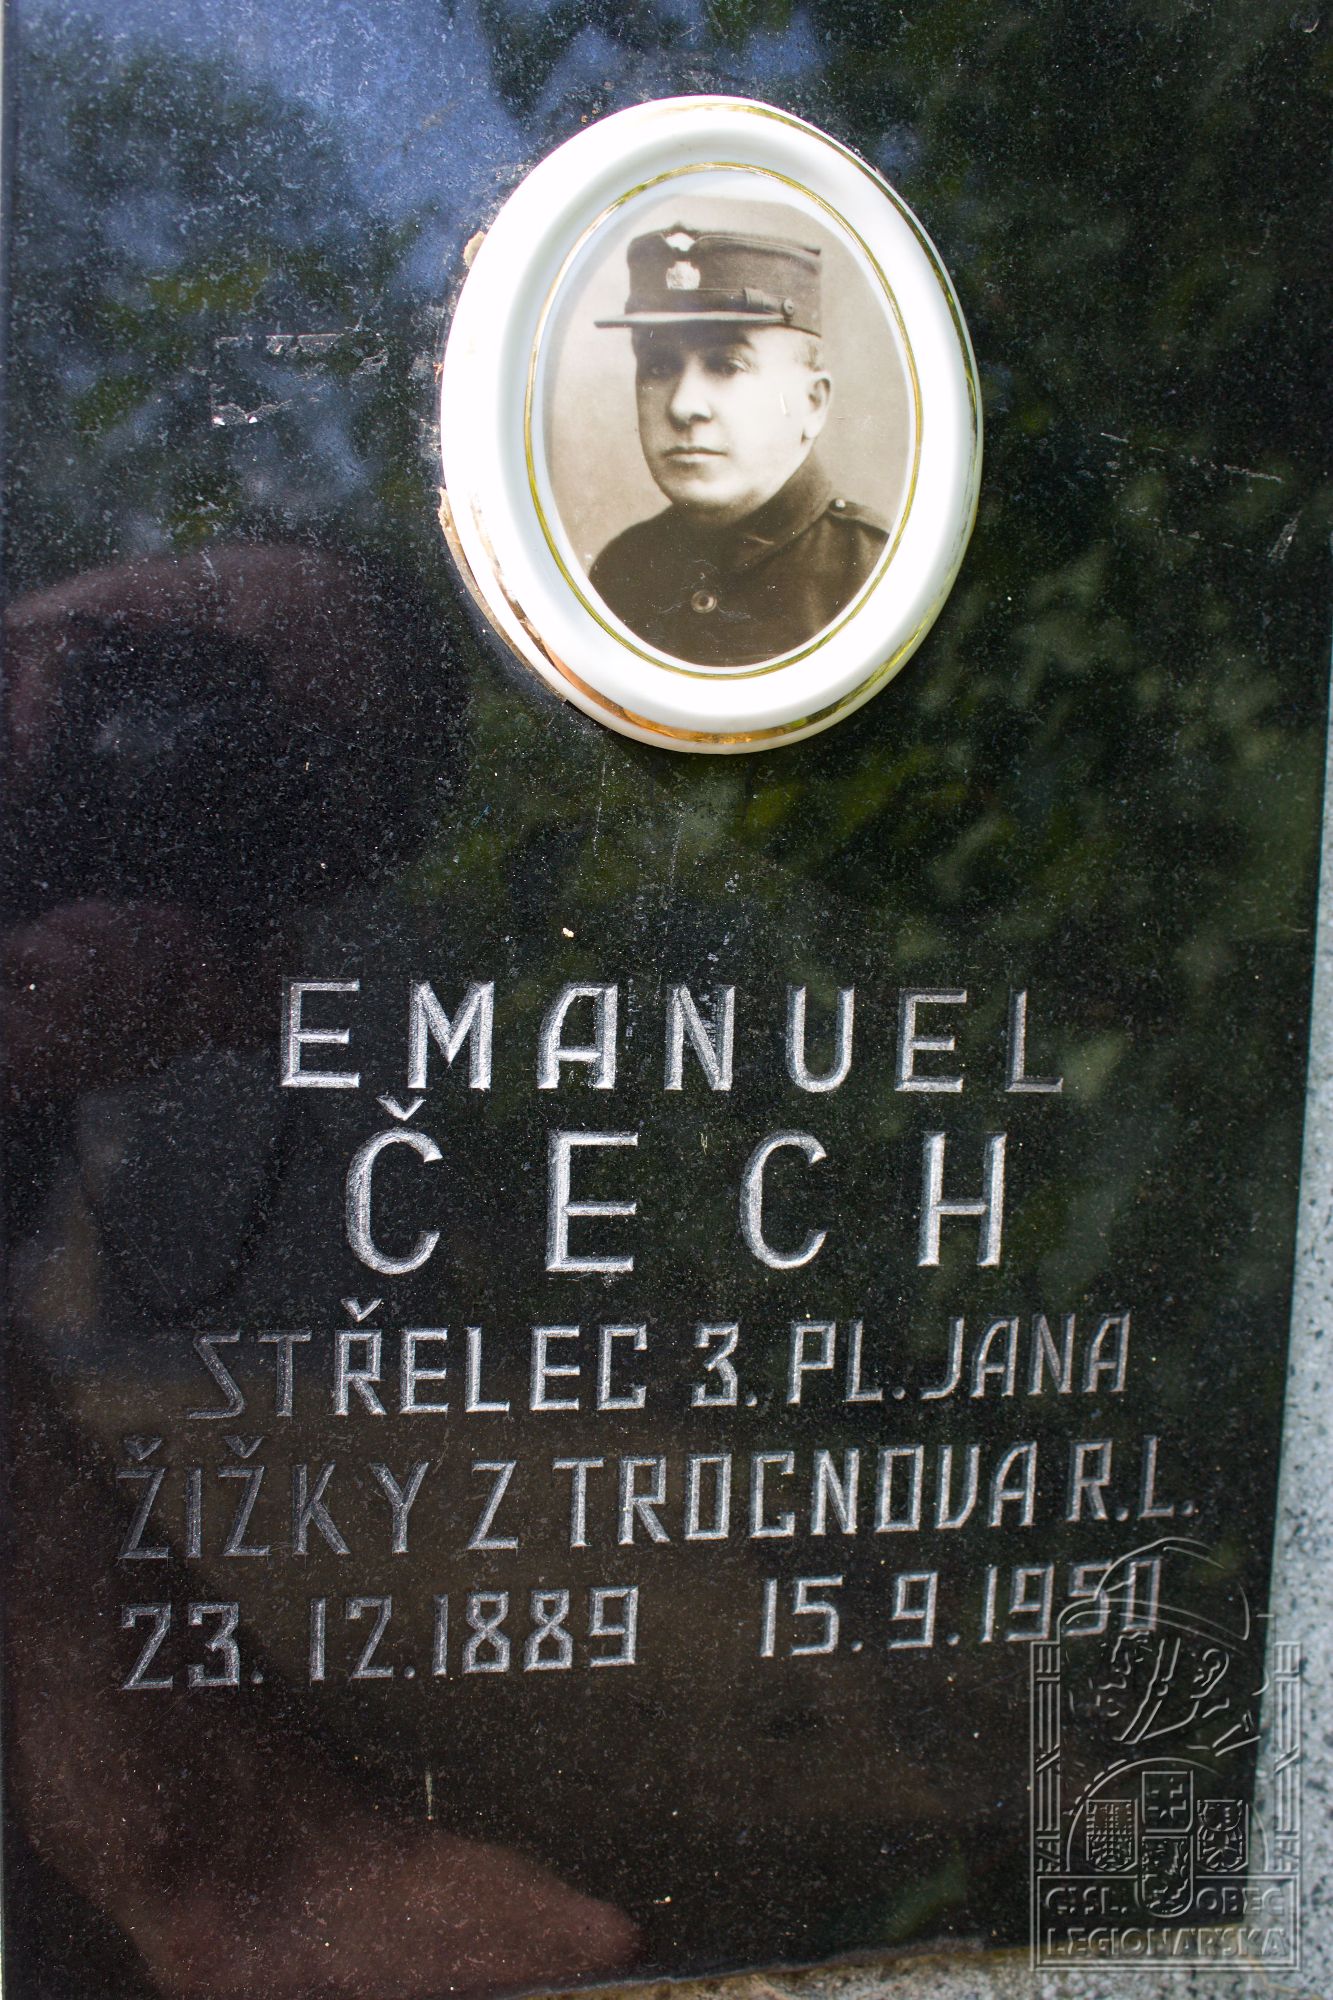 EMANUEL
ČECH
STŘELEC 3. PL. JANA
ŽIŽKY Z TROCNOVA R.L.
23. 12. 1889 15. 9. 1950
ČSL. OBEC
LEGIONÁŘSKÁ